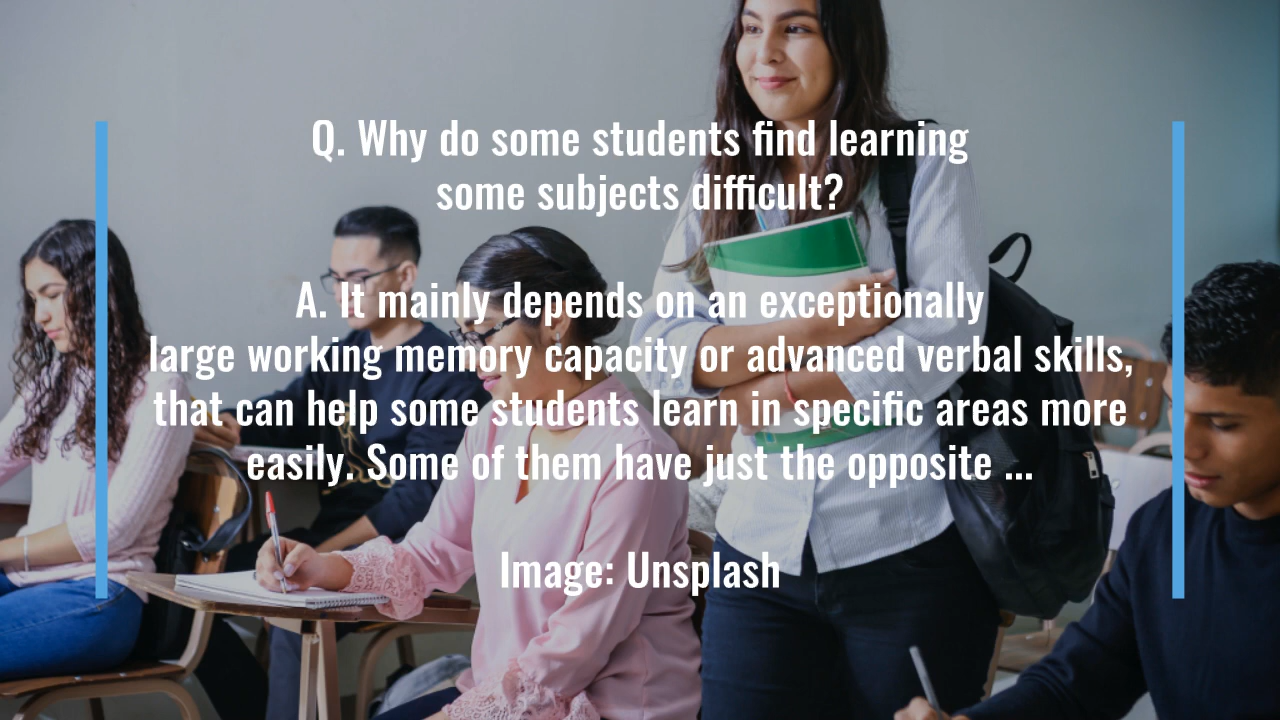 Q. Why do some students find learning
some subjects difficult?
A. It mainly depends on an exceptionally
large working memory capacity or advanced verbal skills,
that can help some students learn in specific areas more
easily. Some of them have just the opposite ...
Image: Unsplash